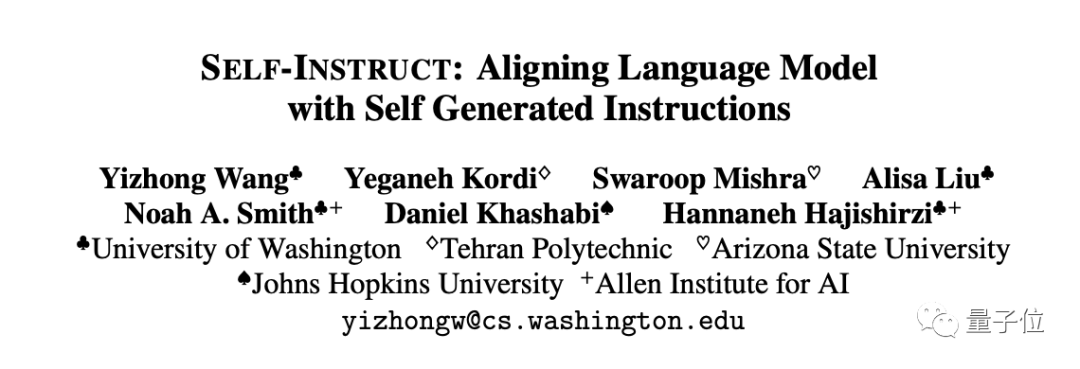 SELF-INSTRUCT: Aligning Language Model
with Self Generated Instructions
Yizhong Wang♣ Yeganeh Kordi◇ Swaroop Mishra♡ Alisa Liu♣
Noah A. Smith♣+ Daniel Khashabi♠ Hannaneh Hajishirzi♣+
♣University of Washington ◇Tehran Polytechnic ♡Arizona State University
♠Johns Hopkins University +Allen Institute for AI
yizhongw@cs.washington.edu
量子位